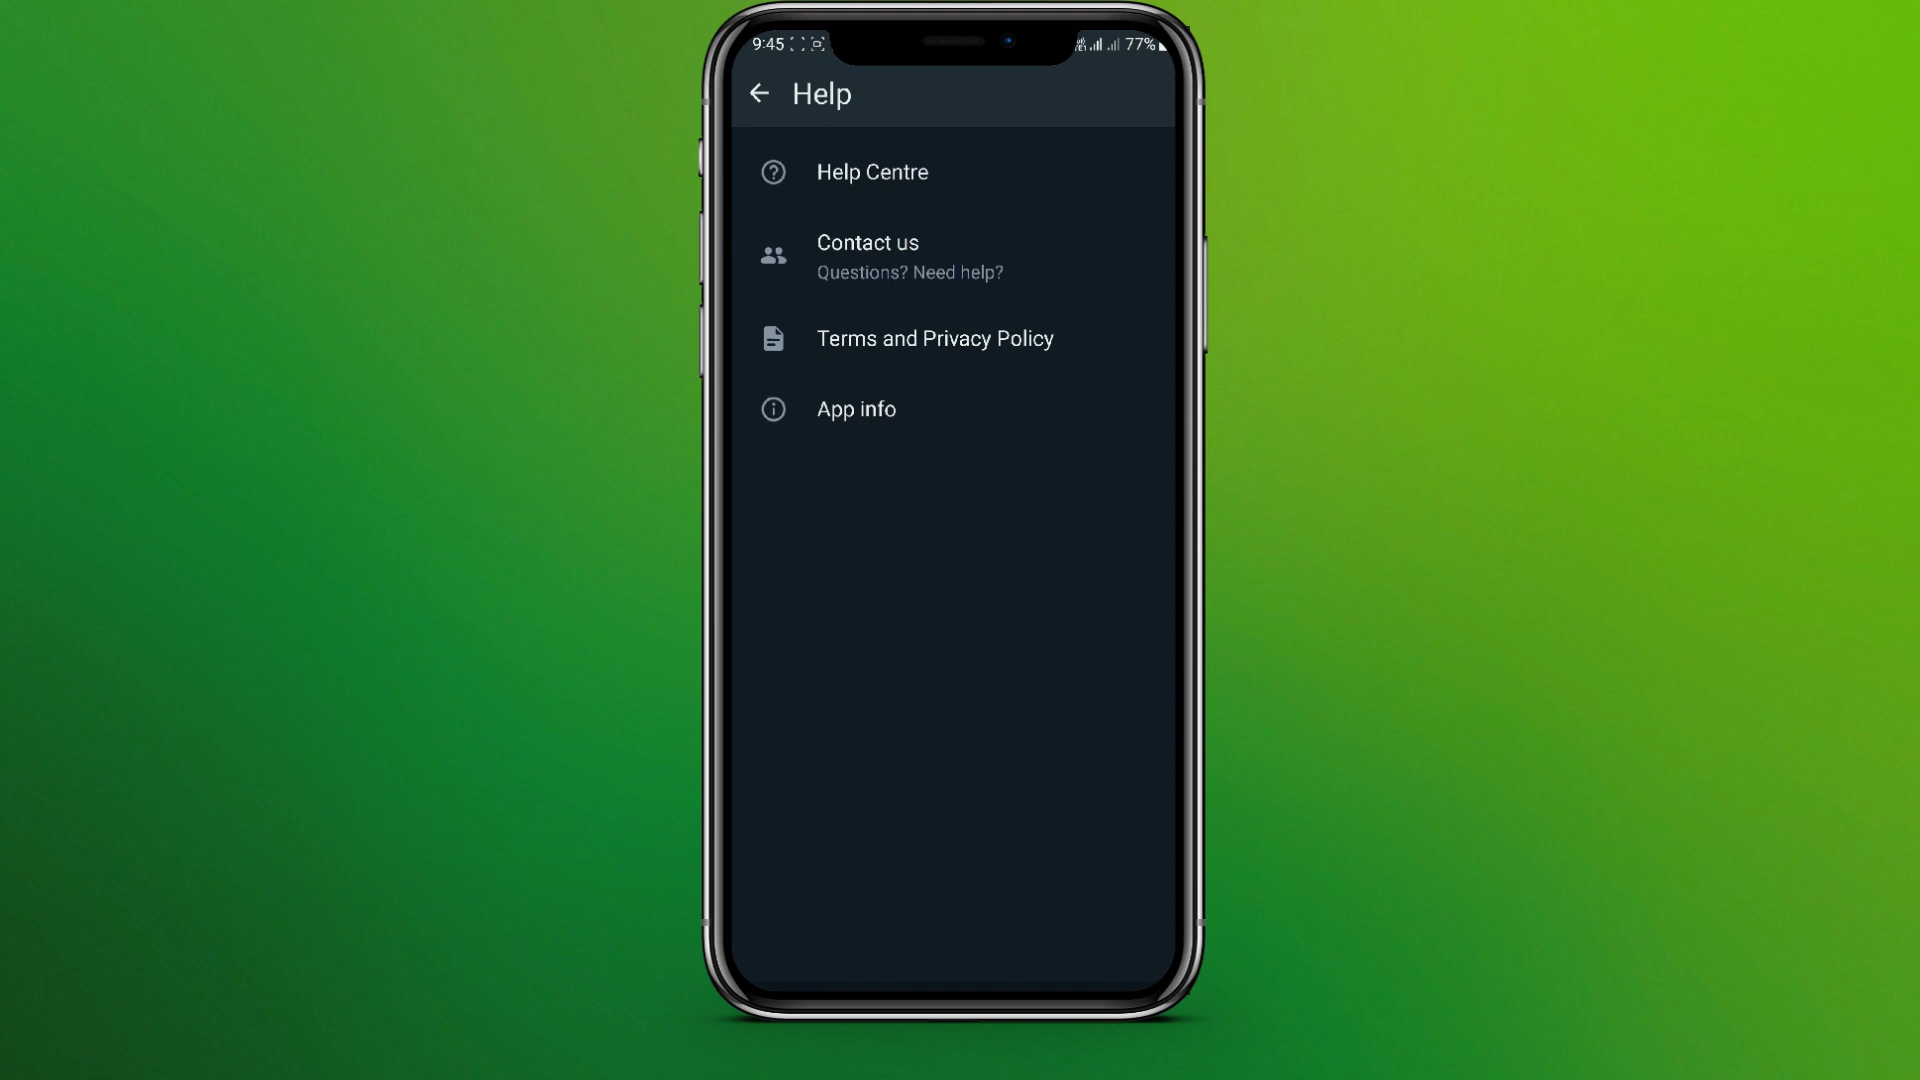 9:45
77%
Help
Help Centre
Contact us
Questions? Need help?
Terms and Privacy Policy
App info